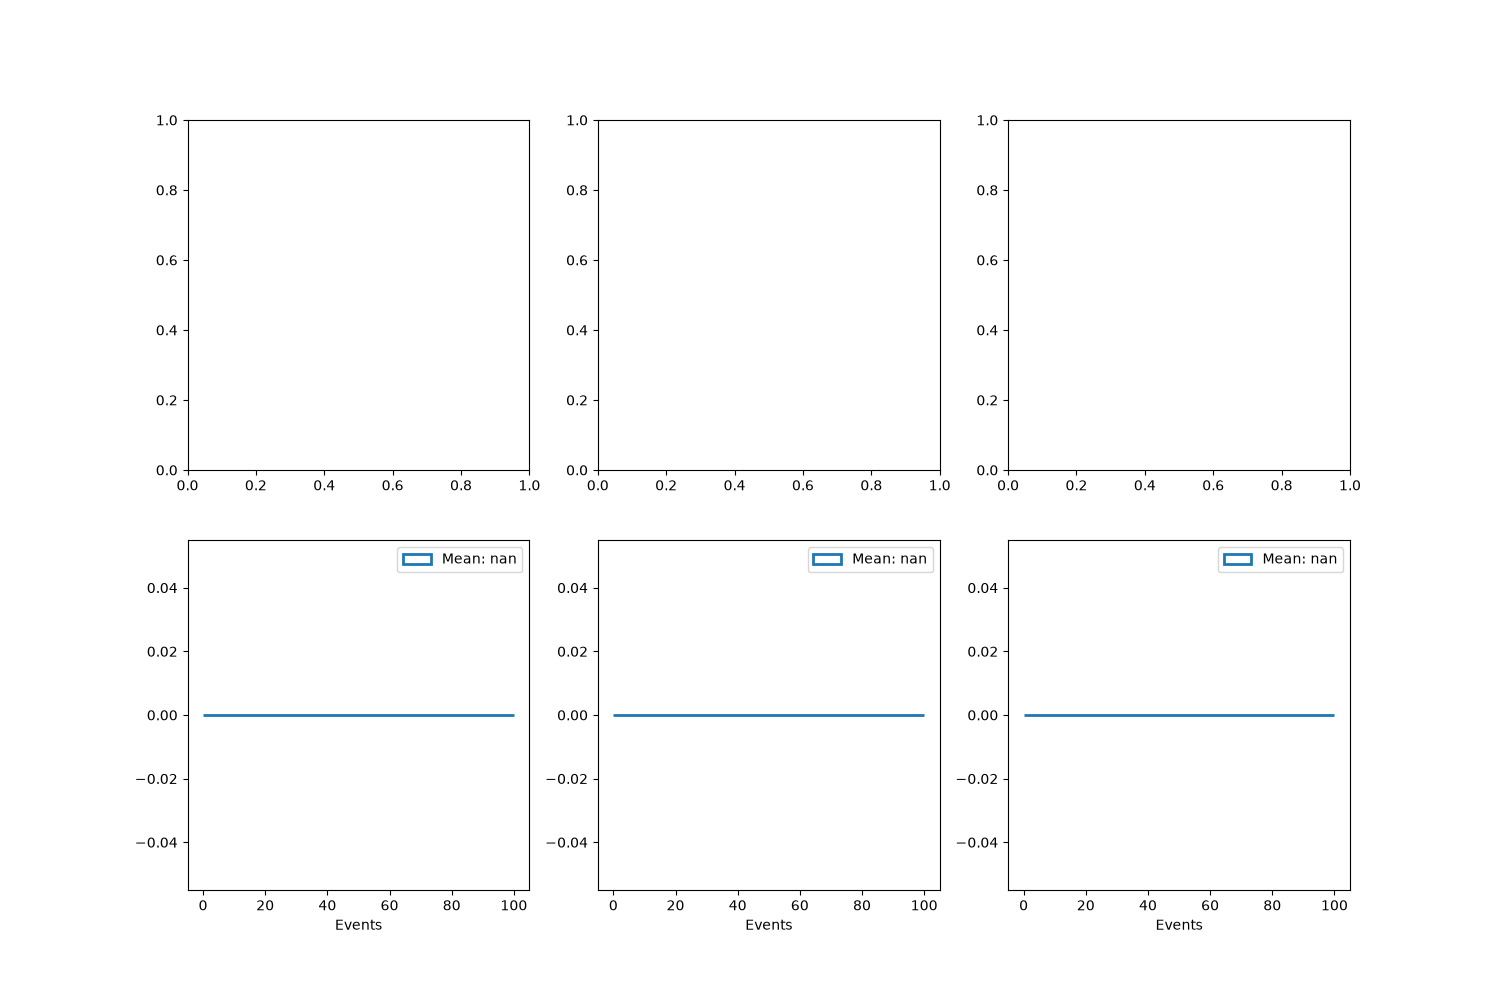 1.0 1.0 1.0
0.8 0.8 0.8
0.6 0.6 0.6
0.4 0.4 0.4
0.2 0.2 0.2
0.0 0.0 0.0
0.0 0.2 0.4 0.6 0.8 1.0 0.0 0.2 0.4 0.6 0.8 1.0 0.0 0.2 0.4 0.6 0.8 1.0
Mean: nan Mean: nan Mean: nan
0.04 0.04 0.04
0.02 0.02 0.02
0.00 0.00 0.00
−0.02 −0.02 −0.02
−0.04 −0.04 −0.04
0 20 40 60 80 100 0 20 40 60 80 100 0 20 40 60 80 100
Events Events Events